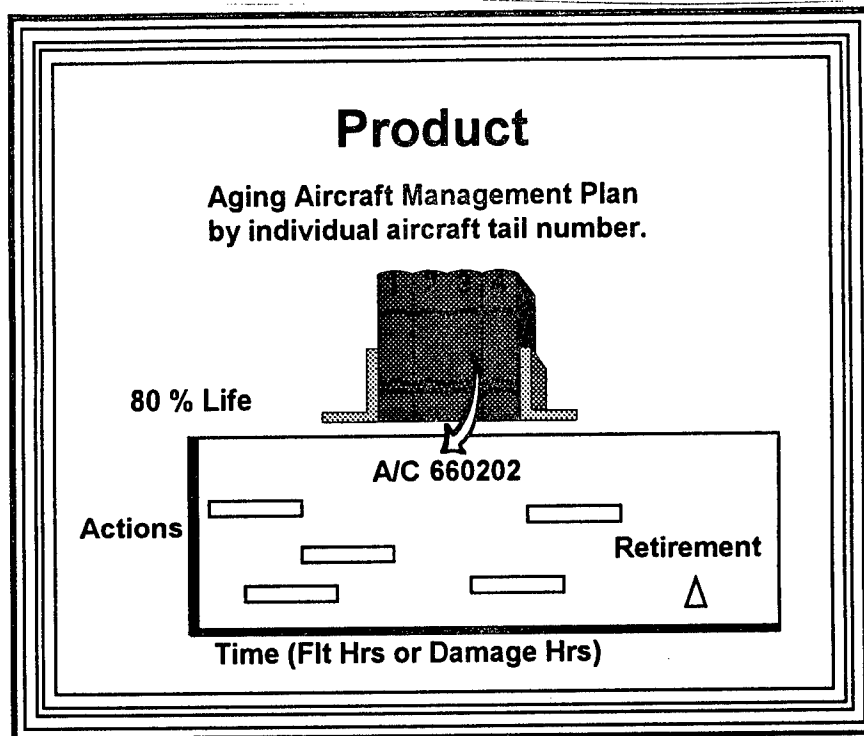 Product
Aging Aircraft Management Plan
by individual aircraft tail number.
80 % Life
A/C 660202
Actions
Retirement
Time (Flt Hrs or Damage Hrs)